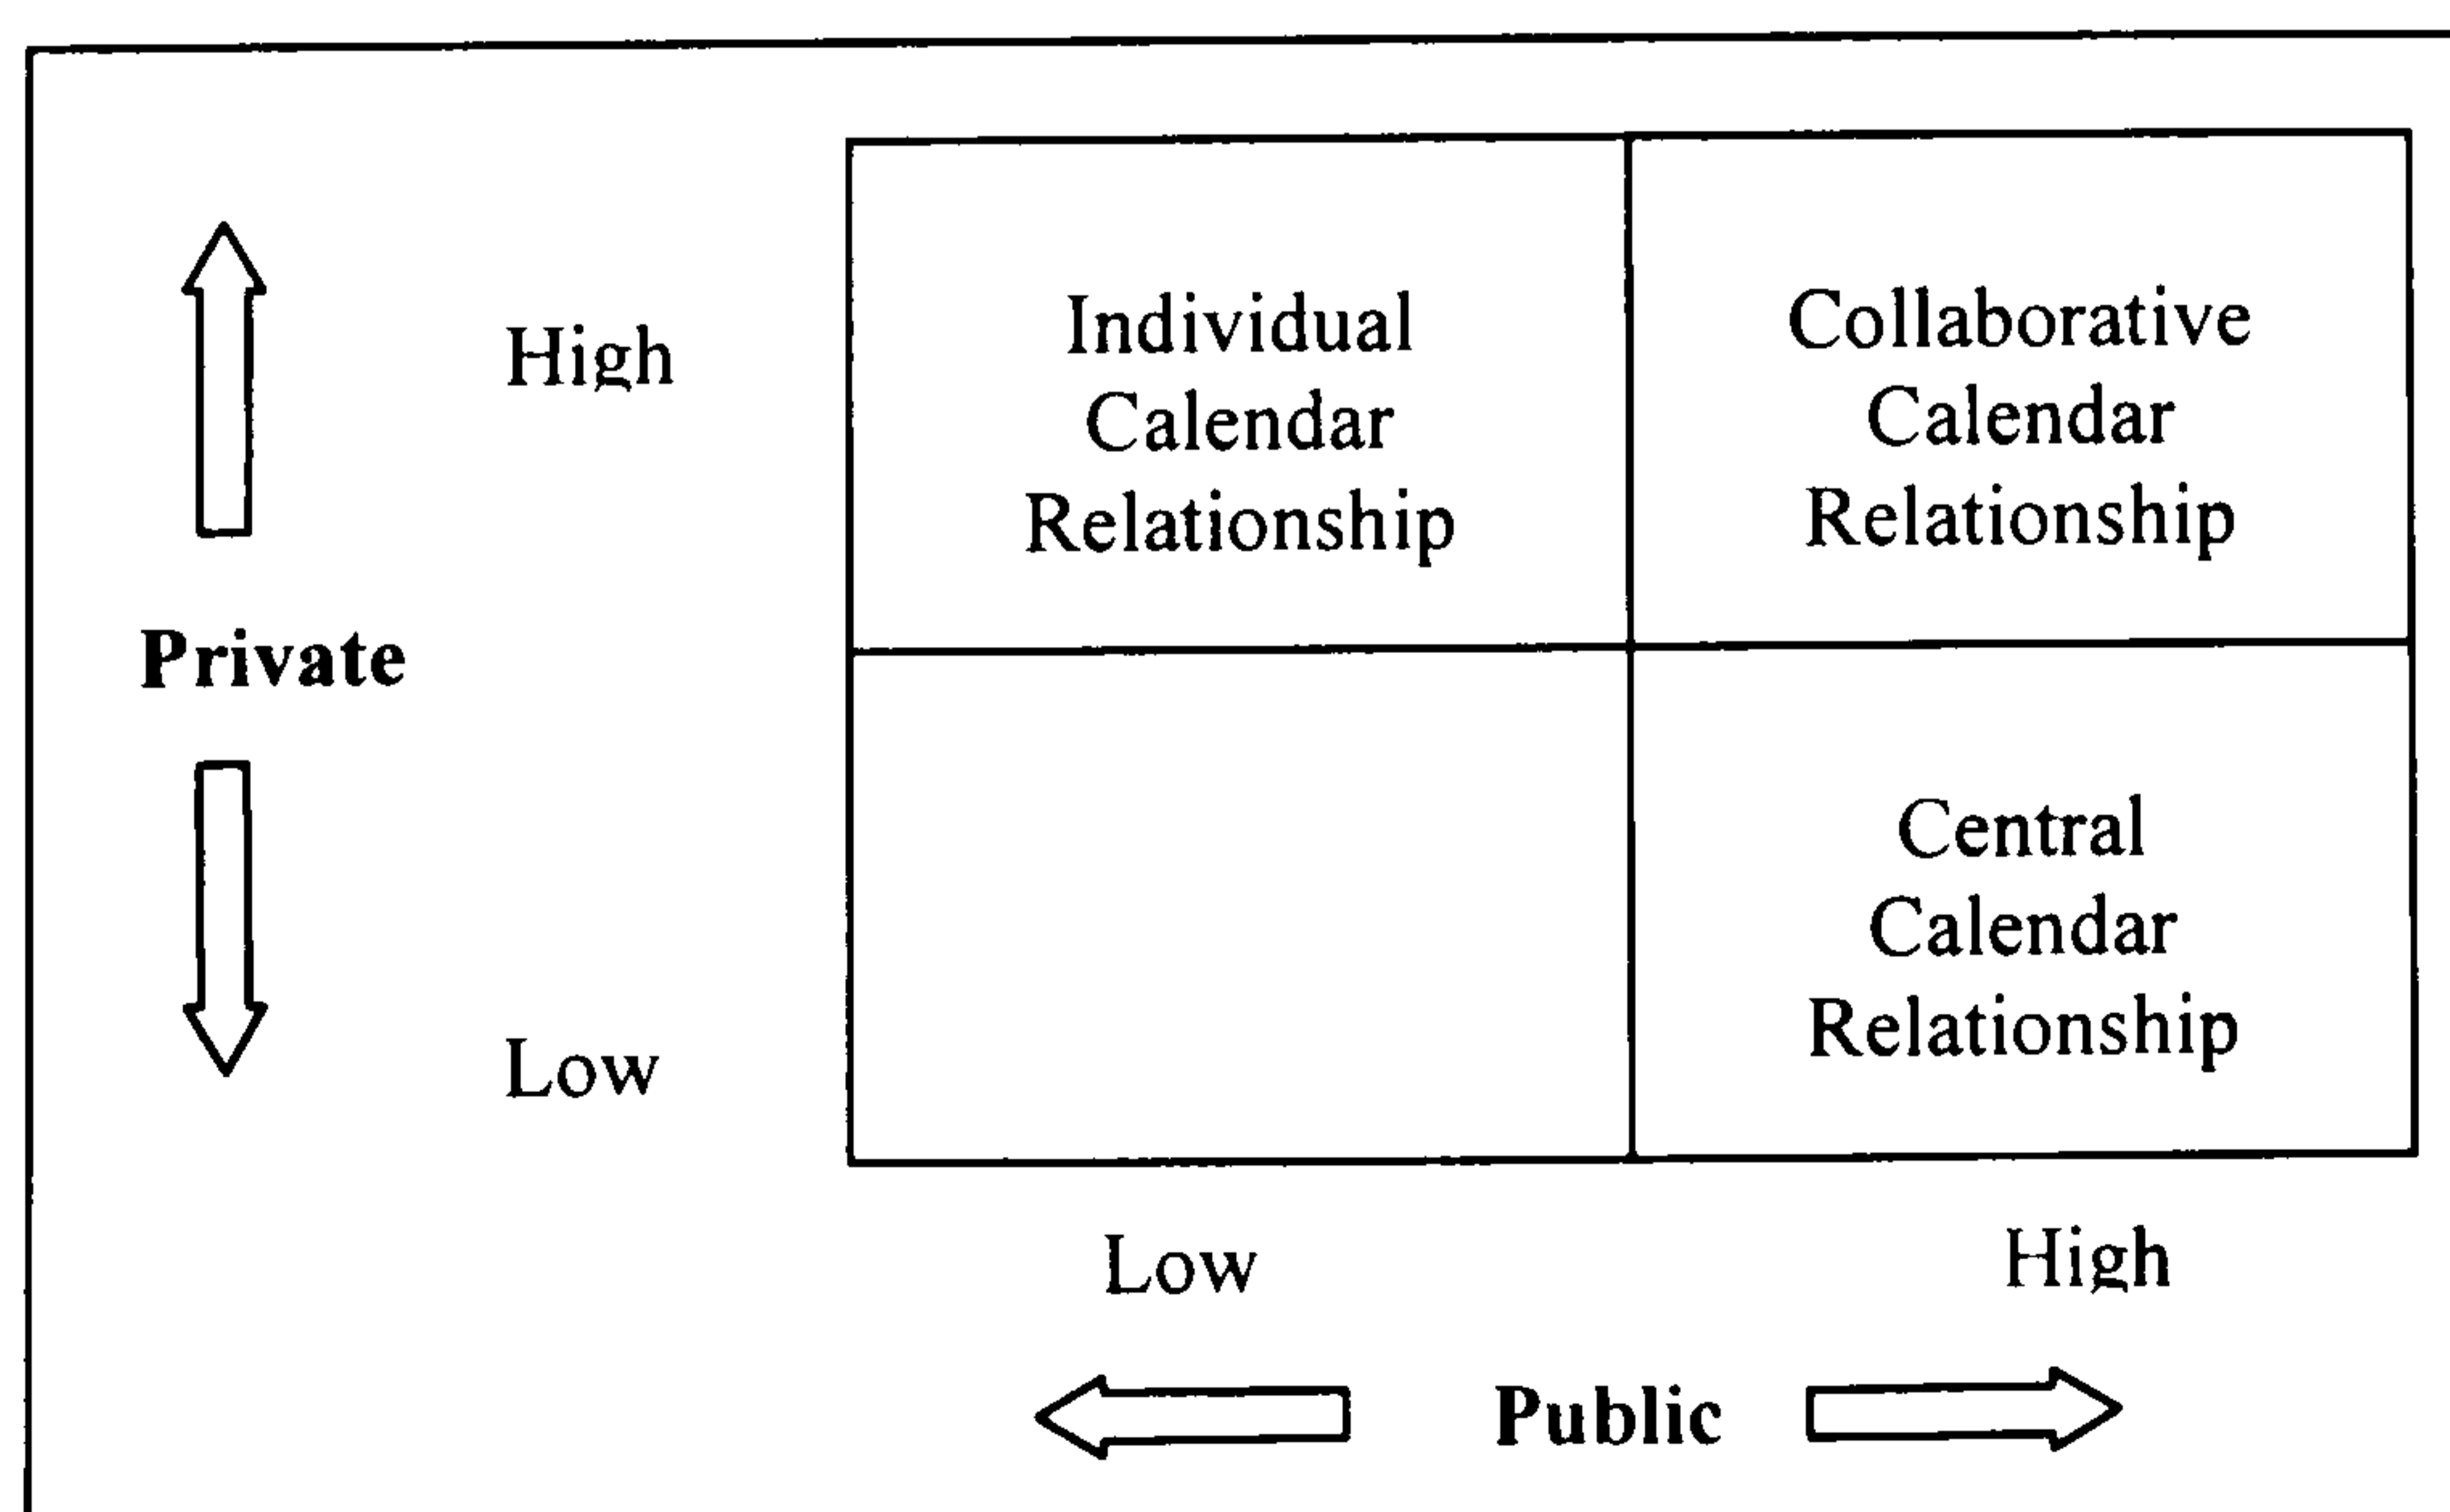 Individual
Calendar
Relationship
Collaborative
Calendar
Relationship
High
Private
Central
Calendar
Relationship
Low
Low
High
Public